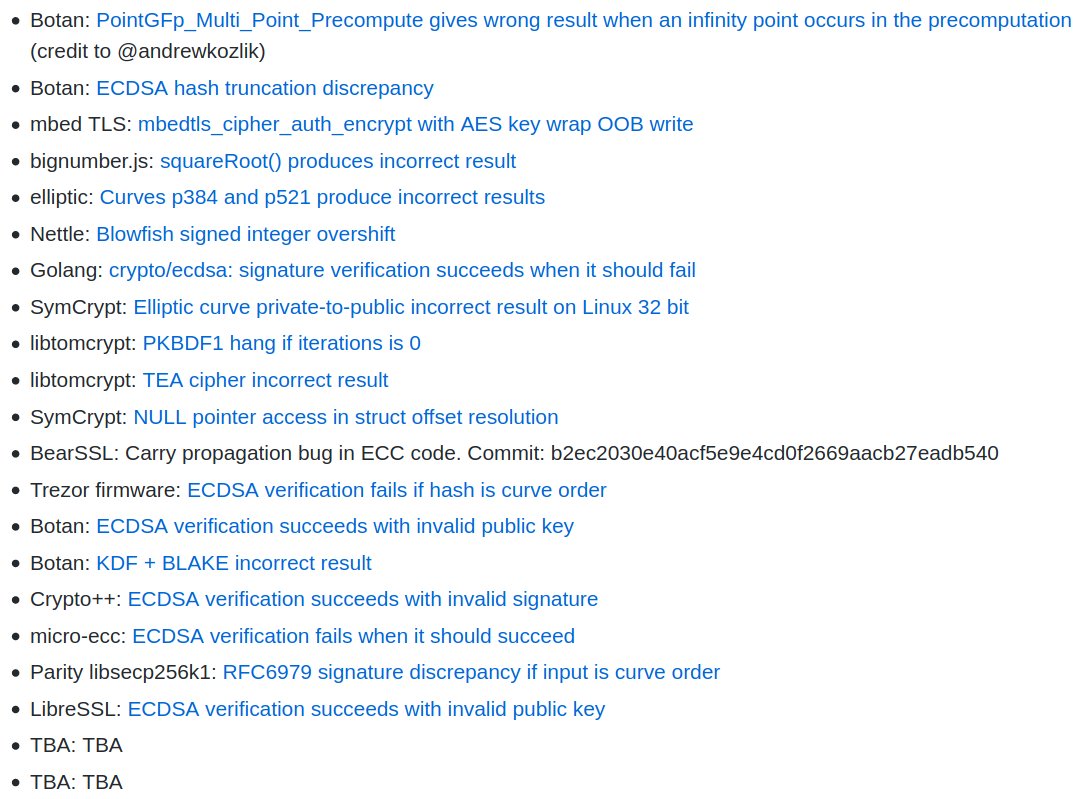 Botan: PointGFp_Multi_Point_Precompute gives wrong result when an infinity point occurs in the precomputation
(credit to @andrewkozlik)
Botan: ECDSA hash truncation discrepancy
mbed TLS: mbedtls_cipher_auth_encrypt with AES key wrap OOB write
bignumber.js: squareRoot() produces incorrect result
elliptic: Curves p384 and p521 produce incorrect results
Nettle: Blowfish signed integer overshift
Golang: crypto/ecdsa: signature verification succeeds when it should fail
SymCrypt: Elliptic curve private-to-public incorrect result on Linux 32 bit
libtomcrypt: PKBDF1 hang if iterations is 0
libtomcrypt: TEA cipher incorrect result
SymCrypt: NULL pointer access in struct offset resolution
BearSSL: Carry propagation bug in ECC code. Commit: b2ec2030e40acf5e9e4cd0f2669aacb27eadb540
Trezor firmware: ECDSA verification fails if hash is curve order
Botan: ECDSA verification succeeds with invalid public key
Botan: KDF + BLAKE incorrect result
Crypto++: ECDSA verification succeeds with invalid signature
micro-ecc: ECDSA verification fails when it should succeed
Parity libsecp256k1: RFC6979 signature discrepancy if input is curve order
LibreSSL: ECDSA verification succeeds with invalid public key
TBA: TBA
TBA: TBA